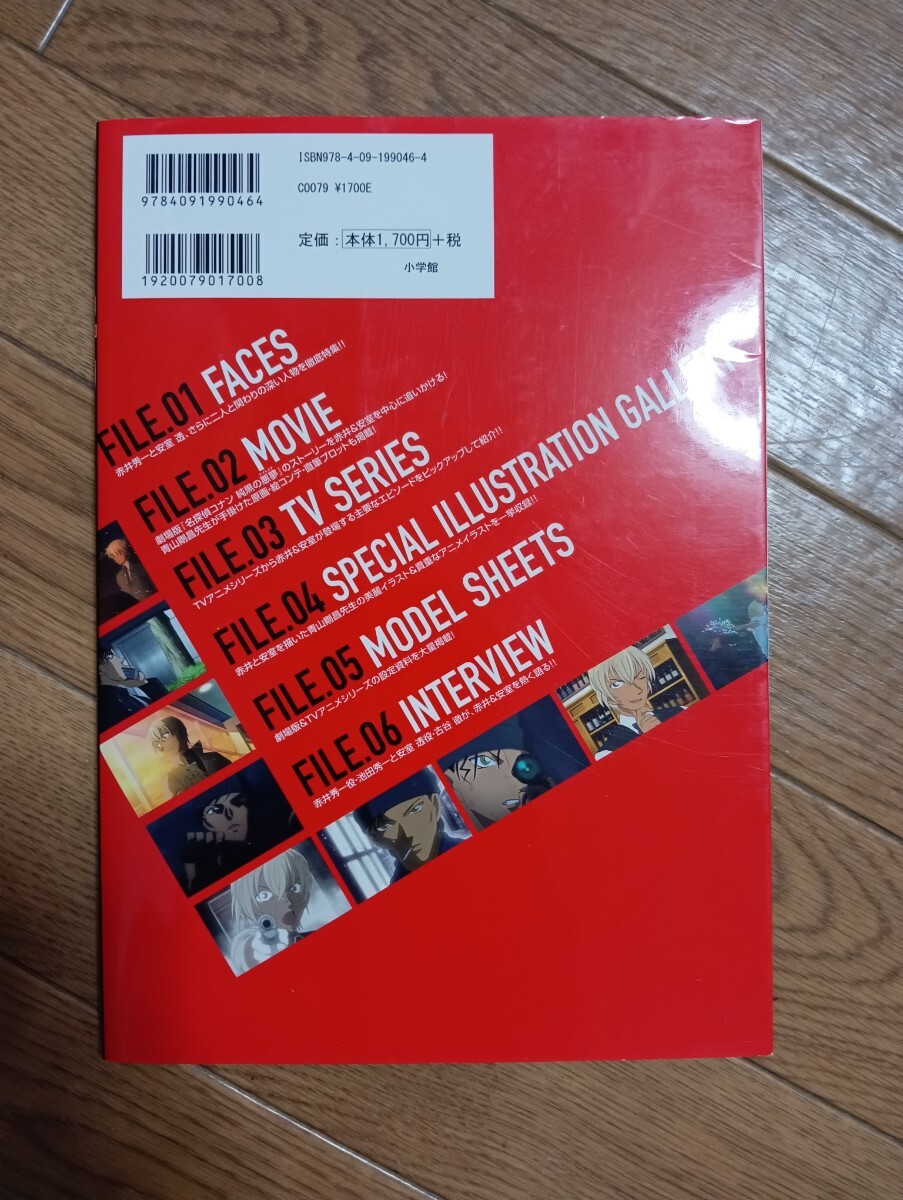 ISBN978-4-09-199046-4
C0079 ¥1700E
9784091990464
定価：本体1,700円＋税
小学館
1920079017008
FILE.01 FACES
赤井秀一と安室 透、さらに二人と関わりの深い人物を徹底特集!!
FILE.02 MOVIE
劇場版『名探偵コナン 純黒の悪夢』のストーリーを赤井&安室を中心に追いかける!
青山剛昌先生が手掛けた原画・絵コンテ・直筆プロットも掲載!
FILE.03 TV SERIES
TVアニメシリーズから赤井&安室が登場する主要なエピソードをピックアップして紹介!!
FILE.04 SPECIAL ILLUSTRATION GALLERY
赤井と安室を描いた青山剛昌先生の美麗イラスト&貴重なアニメイラストを一挙収録!!
FILE.05 MODEL SHEETS
劇場版&TVアニメシリーズの設定資料を大量掲載!
FILE.06 INTERVIEW
赤井秀一役・池田秀一と安室 透役・古谷 徹が、赤井&安室を熱く語る!!